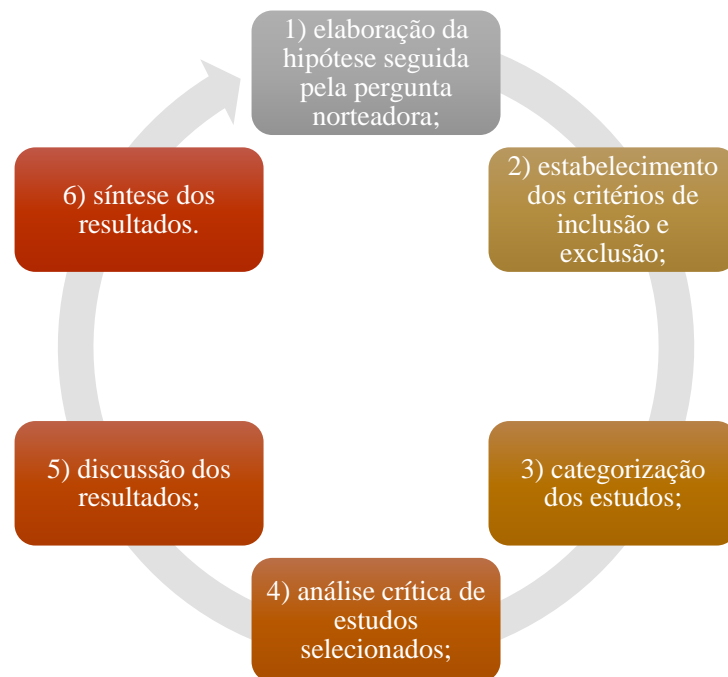 1) elaboração da
hipótese seguida
pela pergunta
norteadora;
2) estabelecimento
dos critérios de
inclusão e
exclusão;
3) categorização
dos estudos;
4) análise crítica de
estudos
selecionados;
5) discussão dos
resultados;
6) síntese dos
resultados.